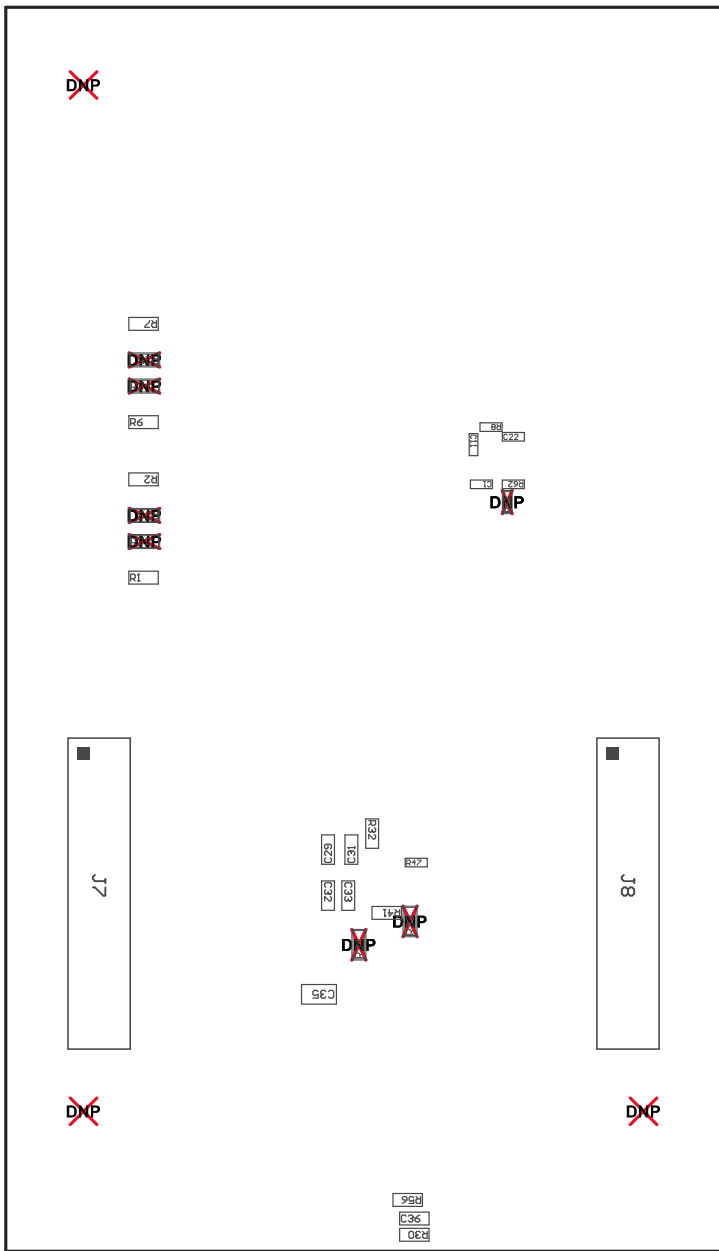 DNP
R7
DNP
DNP
R6
R8
C11
C22
R2
C1
R62
DNP
DNP
DNP
R1
R32
C29
C31
R47
J7
J8
C32
C33
R41
DNP
DNP
C35
DNP
DNP
R56
C36
R30